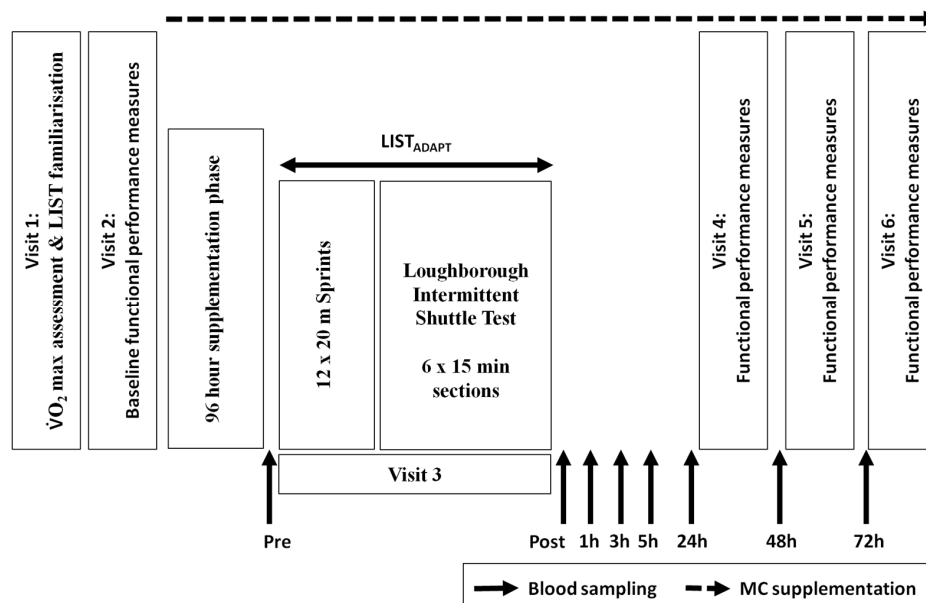 Visit 1:
V̇O₂ max assessment & LIST familiarisation
Visit 2:
Baseline functional performance measures
96 hour supplementation phase
LIST_ADAPT
12 x 20 m Sprints
Loughborough
Intermittent
Shuttle Test
6 x 15 min
sections
Visit 3
Visit 4:
Functional performance measures
Visit 5:
Functional performance measures
Visit 6:
Functional performance measures
Pre
Post
1h
3h
5h
24h
48h
72h
Blood sampling
MC supplementation